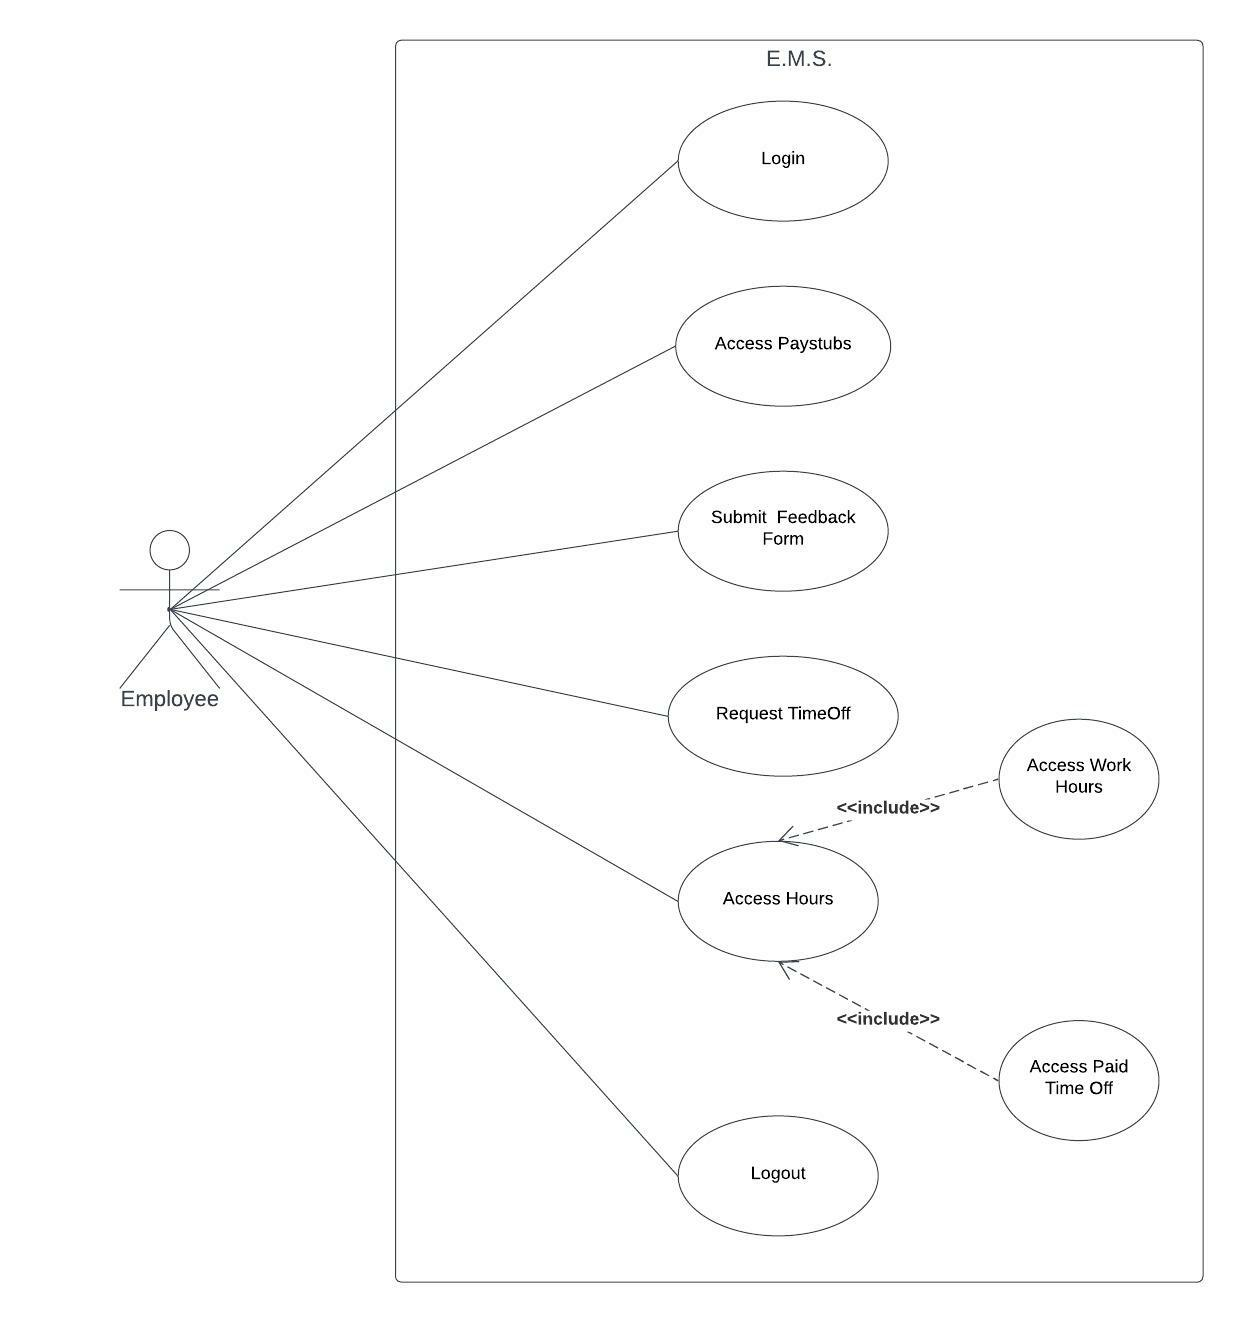 E.M.S.
Login
Access Paystubs
Submit  Feedback
Form
Employee
Request TimeOff
Access Work
Hours
<<include>>
Access Hours
<<include>>
Access Paid
Time Off
Logout